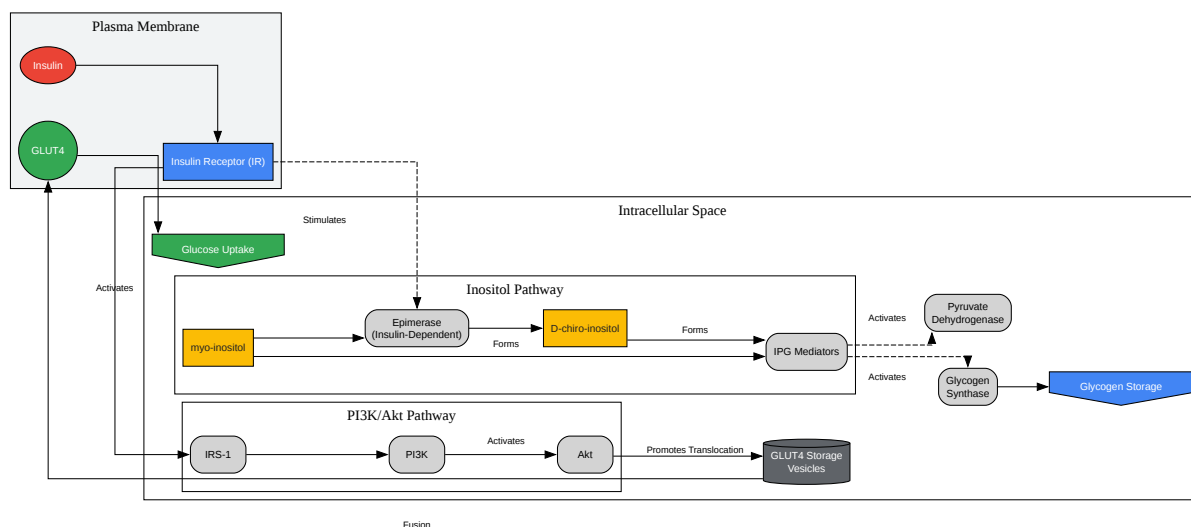 Plasma Membrane
Insulin
GLUT4
Insulin Receptor (IR)
Intracellular Space
Stimulates
Glucose Uptake
Activates
Inositol Pathway
myo-inositol
Epimerase
(Insulin-Dependent)
D-chiro-inositol
Forms
Forms
IPG Mediators
Activates
Pyruvate
Dehydrogenase
Activates
Glycogen
Synthase
Glycogen Storage
PI3K/Akt Pathway
IRS-1
PI3K
Activates
Akt
Promotes Translocation
GLUT4 Storage
Vesicles
Fusion